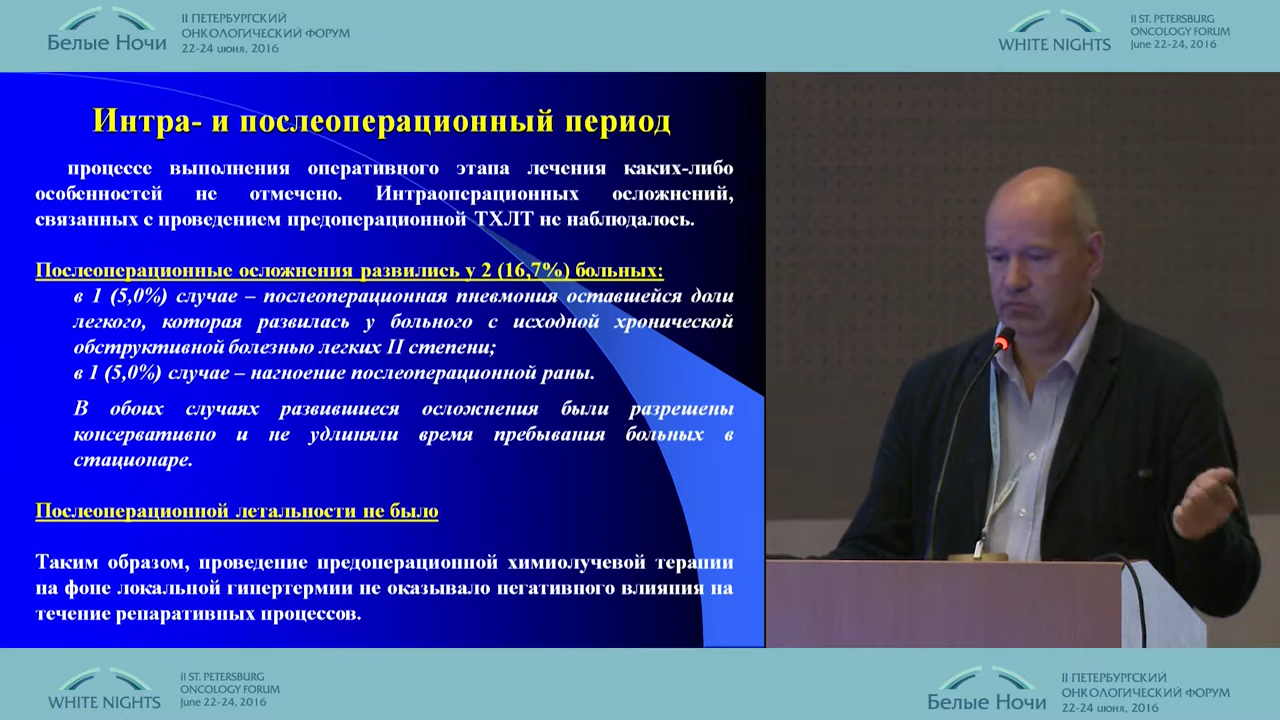 Белые Ночи
II ПЕТЕРБУРГСКИЙ
ОНКОЛОГИЧЕСКИЙ ФОРУМ
22-24 июня, 2016
WHITE NIGHTS
II ST. PETERSBURG
ONCOLOGY FORUM
June 22-24, 2016
Интра- и послеоперационный период
процессе выполнения оперативного этапа лечения каких-либо
особенностей не отмечено. Интраоперационных осложнений,
связанных с проведением предоперационной ТХЛТ не наблюдалось.
Послеоперационные осложнения развились у 2 (16,7%) больных:
в 1 (5,0%) случае – послеоперационная пневмония оставшейся доли
легкого, которая развилась у больного с исходной хронической
обструктивной болезнью легких II степени;
в 1 (5,0%) случае – нагноение послеоперационной раны.
В обоих случаях развившиеся осложнения были разрешены
консервативно и не удлиняли время пребывания больных в
стационаре.
Послеоперационной летальности не было
Таким образом, проведение предоперационной химиолучевой терапии
на фоне локальной гипертермии не оказывало негативного влияния на
течение репаративных процессов.
WHITE NIGHTS
II ST. PETERSBURG
ONCOLOGY FORUM
June 22-24, 2016
Белые Ночи
II ПЕТЕРБУРГСКИЙ
ОНКОЛОГИЧЕСКИЙ ФОРУМ
22-24 июня, 2016